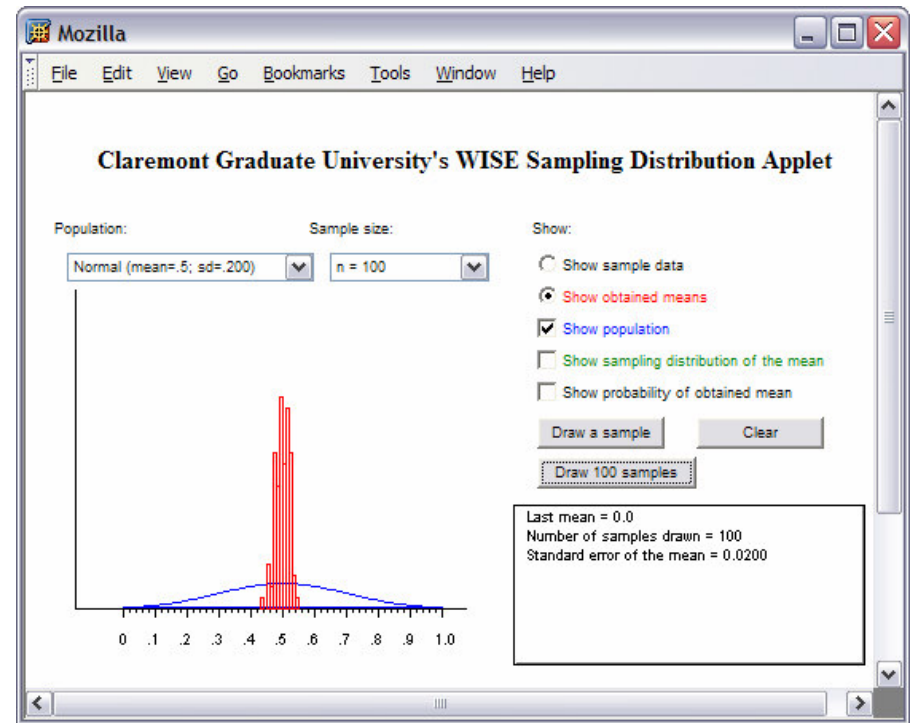 Mozilla
File Edit View Go Bookmarks Tools Window Help
Claremont Graduate University's WISE Sampling Distribution Applet
Population: Sample size: Show:
Normal (mean=.5; sd=.200) n = 100 Show sample data
Show obtained means
Show population
Show sampling distribution of the mean
Show probability of obtained mean
Draw a sample Clear
Draw 100 samples
Last mean = 0.0
Number of samples drawn = 100
Standard error of the mean = 0.0200
0 .1 .2 .3 .4 .5 .6 .7 .8 .9 1.0